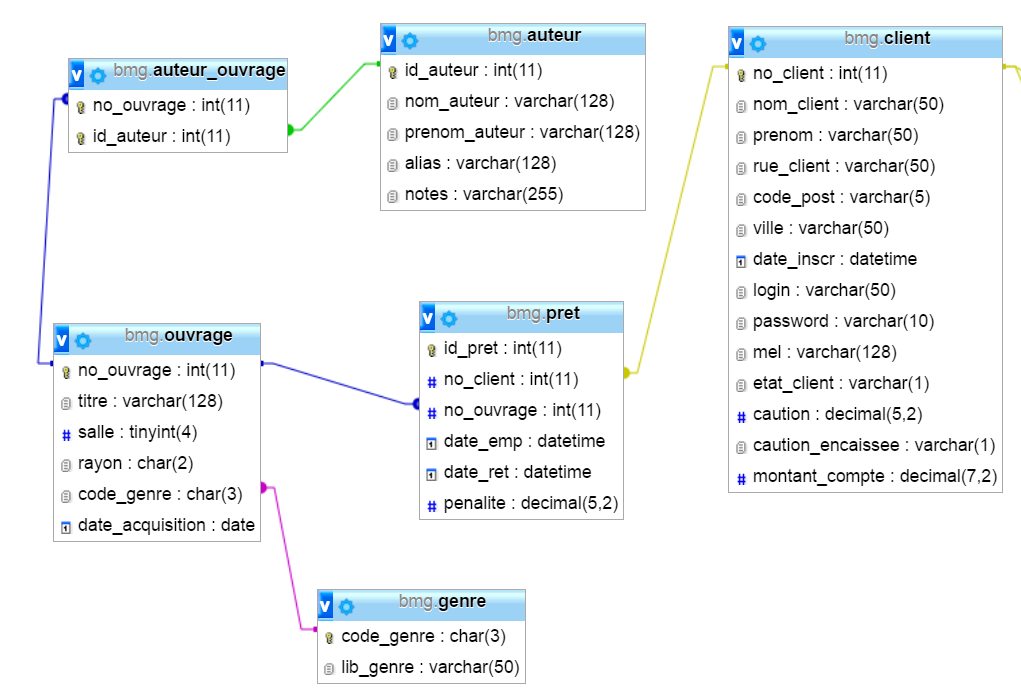 bmg.auteur_ouvrage
no_ouvrage : int(11)
id_auteur : int(11)
bmg.auteur
id_auteur : int(11)
nom_auteur : varchar(128)
prenom_auteur : varchar(128)
alias : varchar(128)
notes : varchar(255)
bmg.client
no_client : int(11)
nom_client : varchar(50)
prenom : varchar(50)
rue_client : varchar(50)
code_post : varchar(5)
ville : varchar(50)
date_inscr : datetime
login : varchar(50)
password : varchar(10)
mel : varchar(128)
etat_client : varchar(1)
caution : decimal(5,2)
caution_encaissee : varchar(1)
montant_compte : decimal(7,2)
bmg.ouvrage
no_ouvrage : int(11)
titre : varchar(128)
salle : tinyint(4)
rayon : char(2)
code_genre : char(3)
date_acquisition : date
bmg.pret
id_pret : int(11)
no_client : int(11)
no_ouvrage : int(11)
date_emp : datetime
date_ret : datetime
penalite : decimal(5,2)
bmg.genre
code_genre : char(3)
lib_genre : varchar(50)